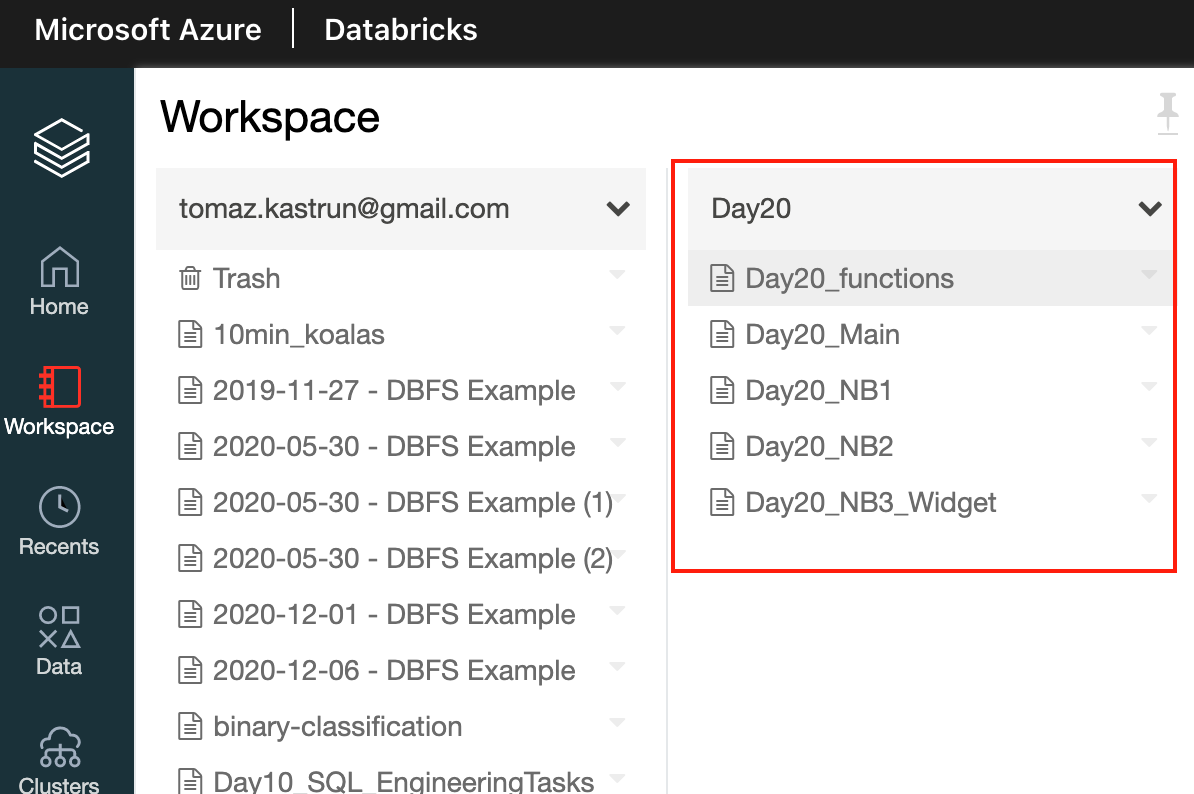 Microsoft Azure | Databricks
Workspace
Home
Workspace
Recents
Data
Clusters
tomaz.kastrun@gmail.com
Trash
10min_koalas
2019-11-27 - DBFS Example
2020-05-30 - DBFS Example
2020-05-30 - DBFS Example (1)
2020-05-30 - DBFS Example (2)
2020-12-01 - DBFS Example
2020-12-06 - DBFS Example
binary-classification
Day10_SQL_EngineeringTasks
Day20
Day20_functions
Day20_Main
Day20_NB1
Day20_NB2
Day20_NB3_Widget